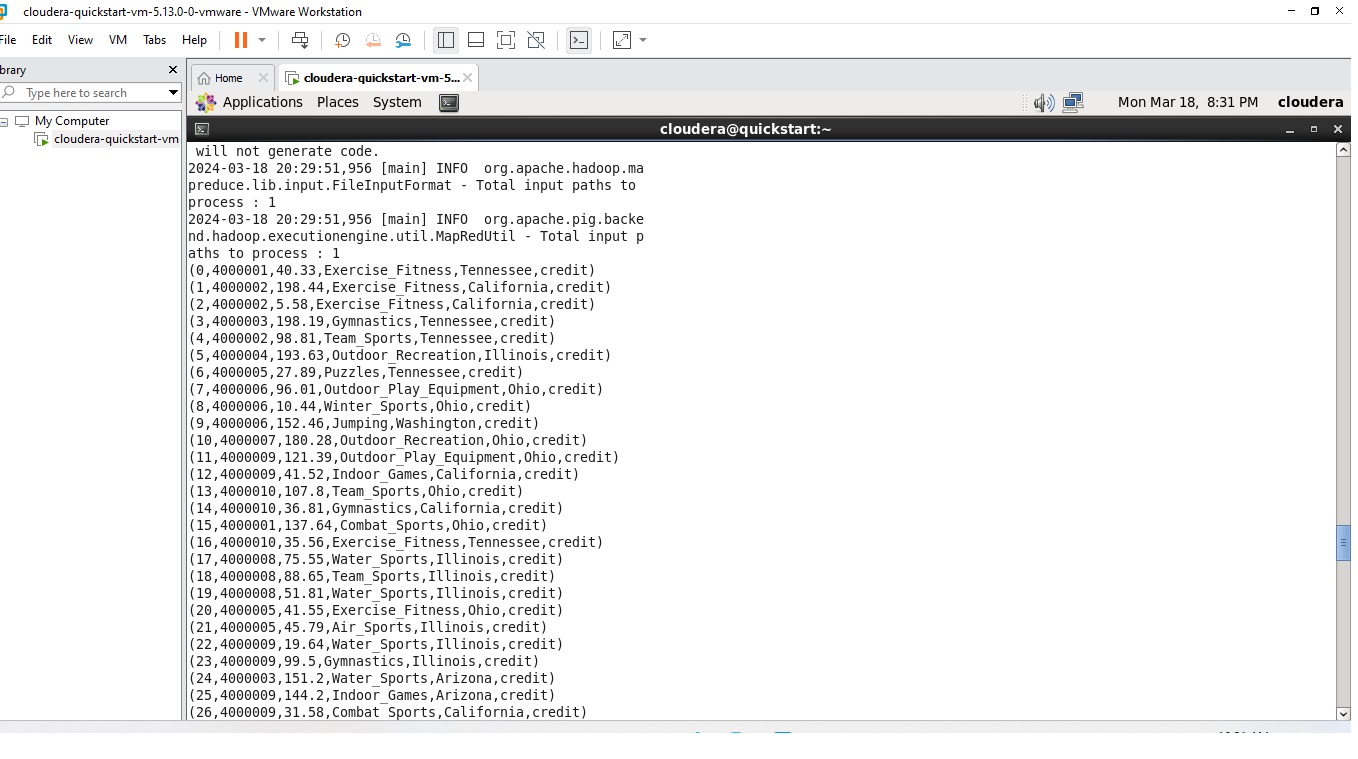 cloudera-quickstart-vm-5.13.0-0-vmware - VMware Workstation
File Edit View VM Tabs Help
brary
Type here to search
My Computer
cloudera-quickstart-vm
Home cloudera-quickstart-vm-5...
Applications Places System Mon Mar 18, 8:31 PM cloudera
cloudera@quickstart:~
will not generate code.
2024-03-18 20:29:51,956 [main] INFO  org.apache.hadoop.ma
preduce.lib.input.FileInputFormat - Total input paths to
process : 1
2024-03-18 20:29:51,956 [main] INFO  org.apache.pig.backe
nd.hadoop.executionengine.util.MapRedUtil - Total input p
aths to process : 1
(0,4000001,40.33,Exercise_Fitness,Tennessee,credit)
(1,4000002,198.44,Exercise_Fitness,California,credit)
(2,4000002,5.58,Exercise_Fitness,California,credit)
(3,4000003,198.19,Gymnastics,Tennessee,credit)
(4,4000002,98.81,Team_Sports,Tennessee,credit)
(5,4000004,193.63,Outdoor_Recreation,Illinois,credit)
(6,4000005,27.89,Puzzles,Tennessee,credit)
(7,4000006,96.01,Outdoor_Play_Equipment,Ohio,credit)
(8,4000006,10.44,Winter_Sports,Ohio,credit)
(9,4000006,152.46,Jumping,Washington,credit)
(10,4000007,180.28,Outdoor_Recreation,Ohio,credit)
(11,4000009,121.39,Outdoor_Play_Equipment,Ohio,credit)
(12,4000009,41.52,Indoor_Games,California,credit)
(13,4000010,107.8,Team_Sports,Ohio,credit)
(14,4000010,36.81,Gymnastics,California,credit)
(15,4000001,137.64,Combat_Sports,Ohio,credit)
(16,4000010,35.56,Exercise_Fitness,Tennessee,credit)
(17,4000008,75.55,Water_Sports,Illinois,credit)
(18,4000008,88.65,Team_Sports,Illinois,credit)
(19,4000008,51.81,Water_Sports,Illinois,credit)
(20,4000005,41.55,Exercise_Fitness,Ohio,credit)
(21,4000005,45.79,Air_Sports,Illinois,credit)
(22,4000009,19.64,Water_Sports,Illinois,credit)
(23,4000009,99.5,Gymnastics,Illinois,credit)
(24,4000003,151.2,Water_Sports,Arizona,credit)
(25,4000009,144.2,Indoor_Games,Arizona,credit)
(26,4000009,31.58,Combat_Sports,California,credit)